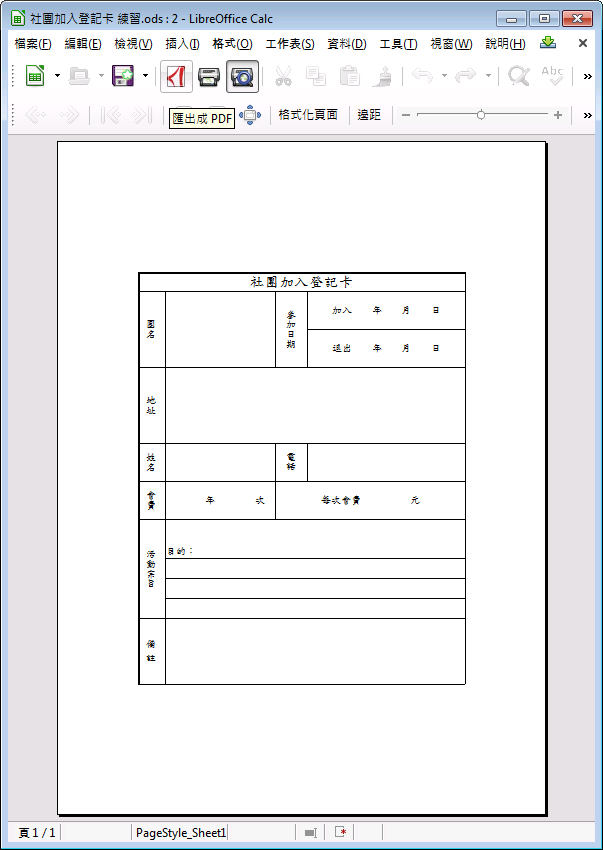 社團加入登記卡 練習.ods : 2 - LibreOffice Calc
檔案(F) 編輯(E) 檢視(V) 插入(I) 格式(O) 工作表(S) 資料(D) 工具(T) 視窗(W) 說明(H)
Abc
匯出成 PDF
格式化頁面 邊距
社團加入登記卡
團名
參加日期
加入 年 月 日
退出 年 月 日
地址
姓名
電話
會費
年 次
每次會費 元
活動宗旨
目的：
備註
頁 1 / 1
PageStyle_Sheet1